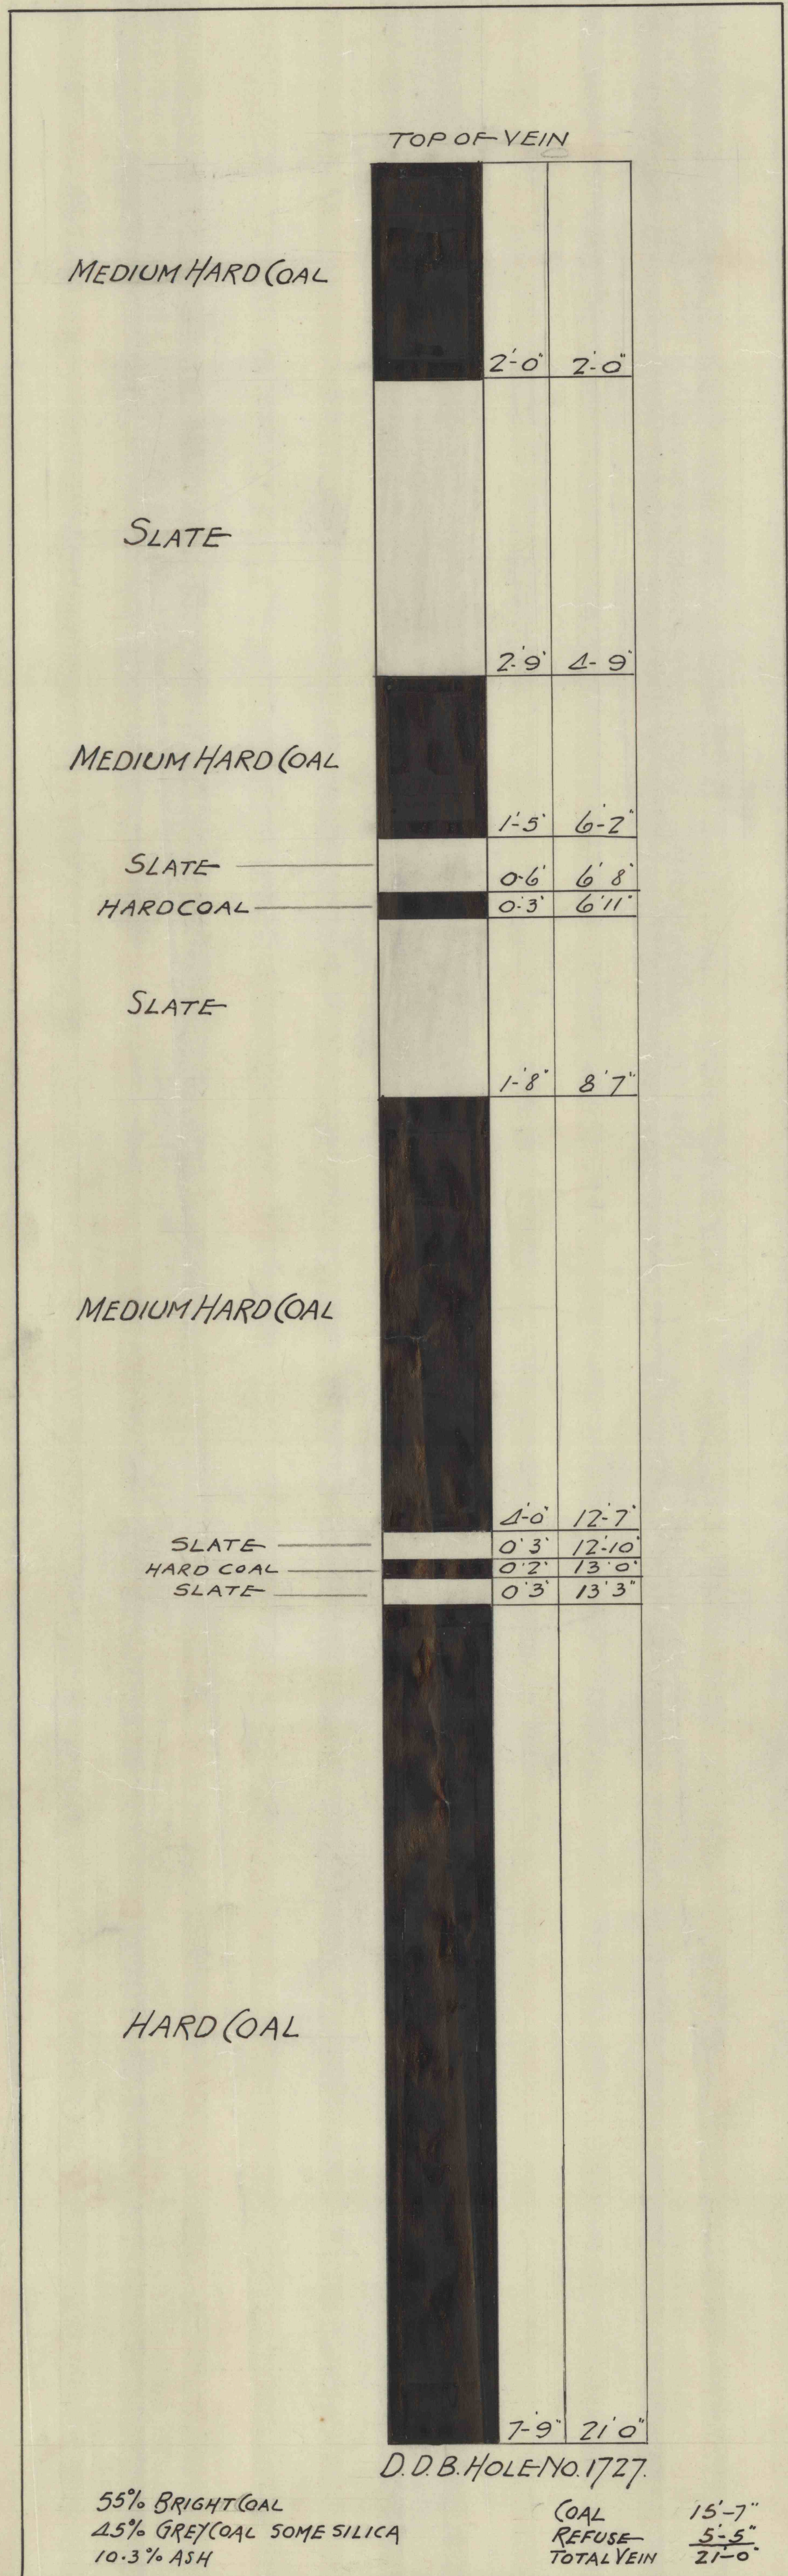 TOP OF VEIN
MEDIUM HARD COAL
2'-0" 2'-0"
SLATE
2'-9" 4'-9"
MEDIUM HARD COAL
1'-5" 6'-2"
SLATE 0'-6" 6'8"
HARD COAL 0'-3" 6'11"
SLATE
1'-8" 8'7"
MEDIUM HARD COAL
4'-0" 12'-7"
SLATE 0'3" 12'-10"
HARD COAL 0'2" 13'0"
SLATE 0'3" 13'3"
HARD COAL
7'-9" 21'0"
D.D.B. HOLE NO. 1727.
55% BRIGHT COAL
45% GREY COAL SOME SILICA
10.3% ASH
COAL 15'-7"
REFUSE 5'-5"
TOTAL VEIN 21'-0"